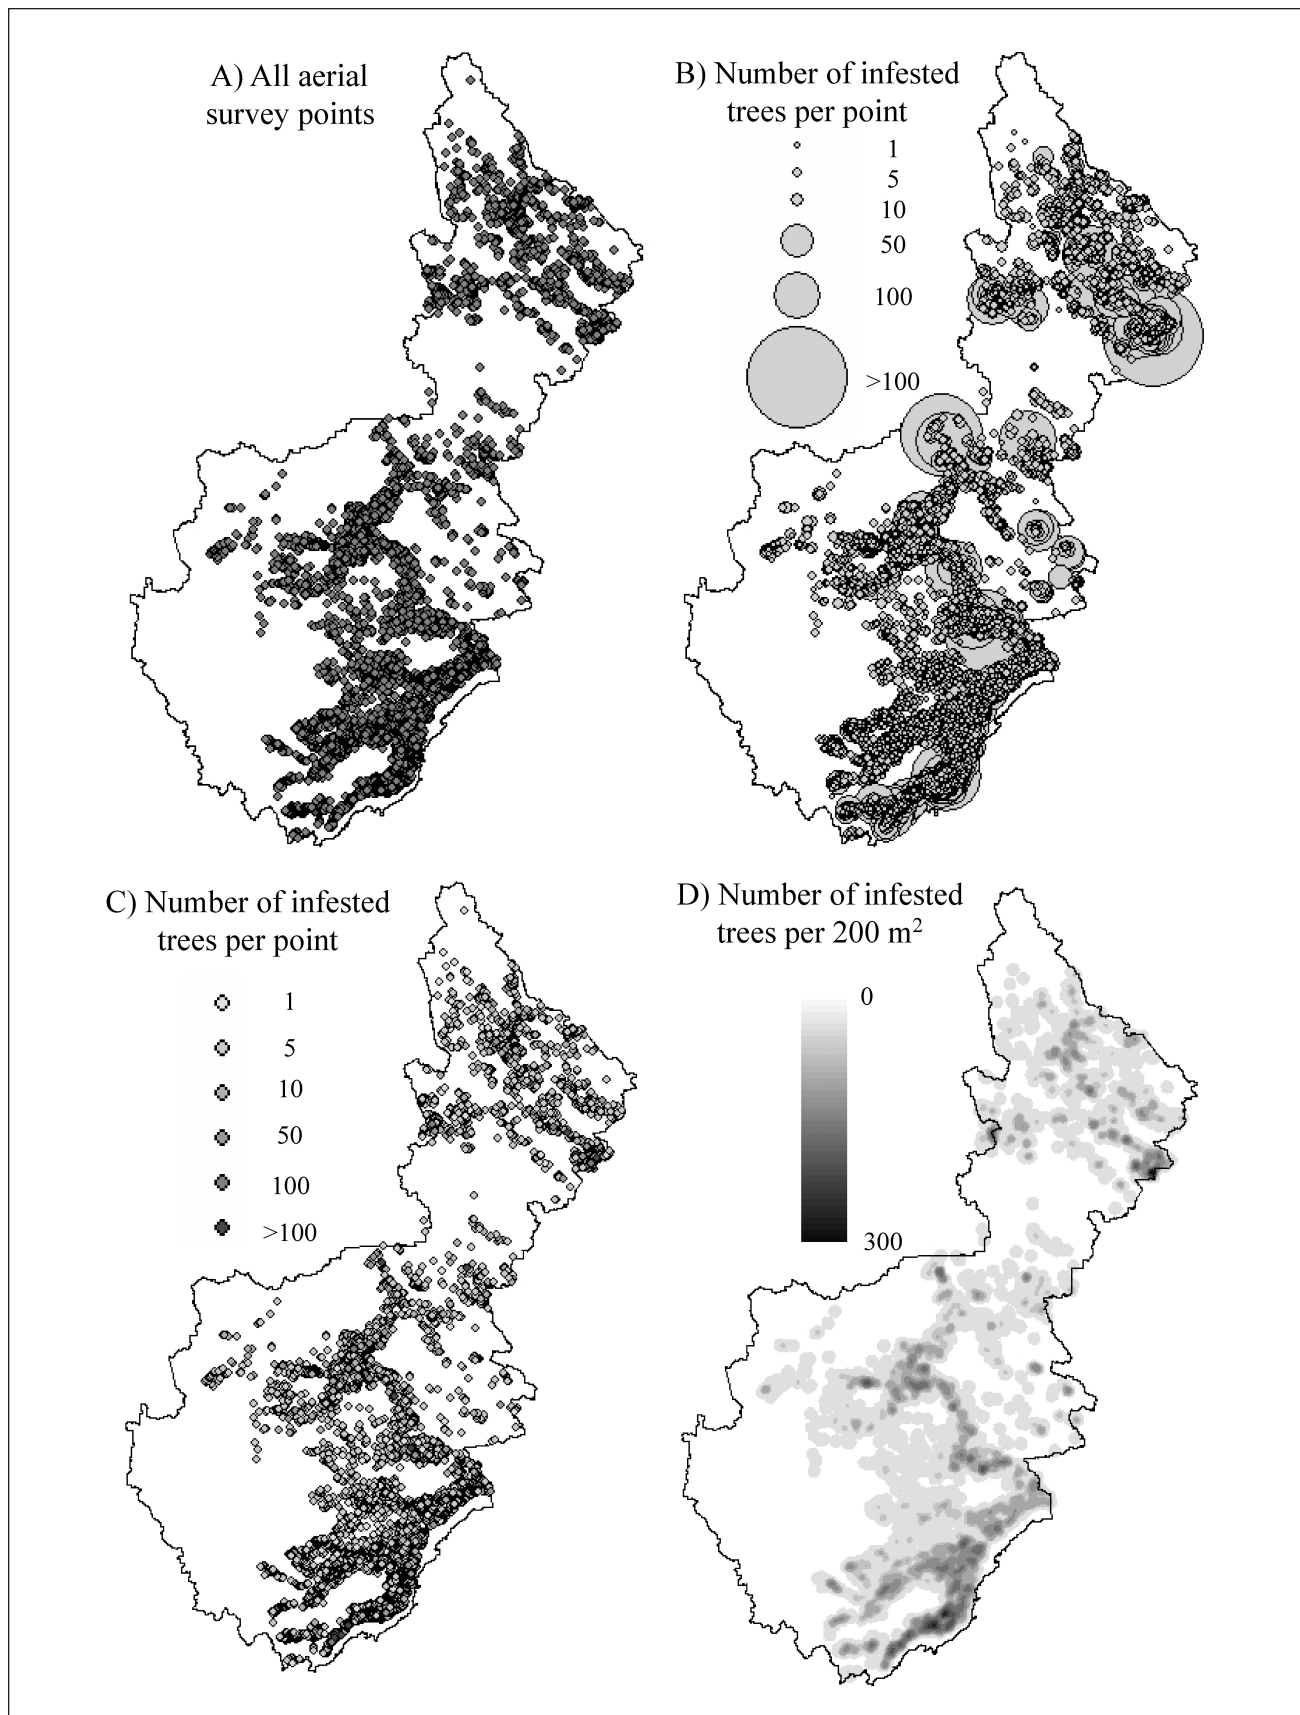 A) All aerial
survey points
B) Number of infested
trees per point
1
5
10
50
100
>100
C) Number of infested
trees per point
1
5
10
50
100
>100
D) Number of infested
trees per 200 m²
0
300